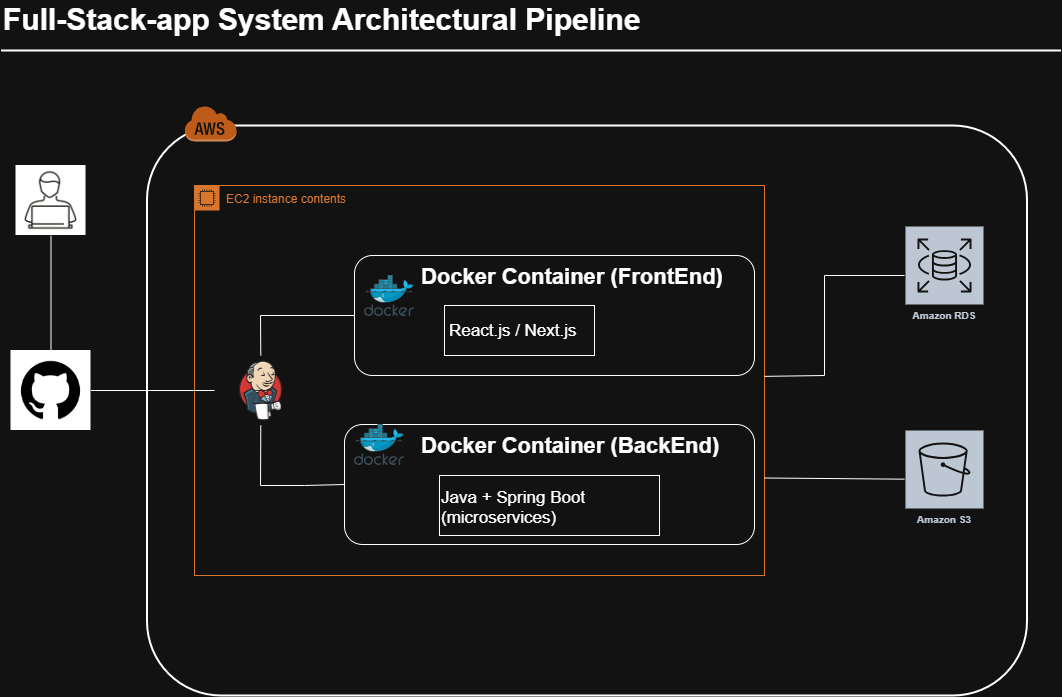 Full-Stack-app System Architectural Pipeline
AWS
EC2 instance contents
Docker Container (FrontEnd)
docker
React.js / Next.js
Amazon RDS
Docker Container (BackEnd)
docker
Java + Spring Boot
(microservices)
Amazon S3